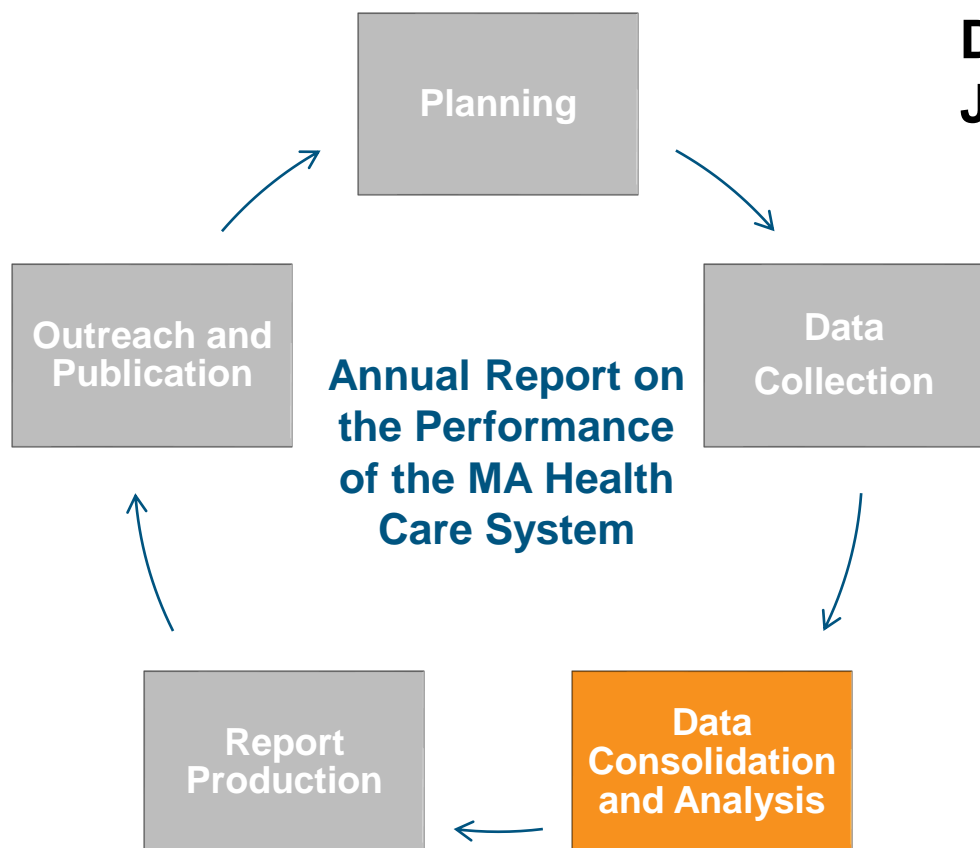 Planning
Data
Collection
Outreach and
Publication
Annual Report on
the Performance
of the MA Health
Care System
Report
Production
Data
Consolidation
and Analysis